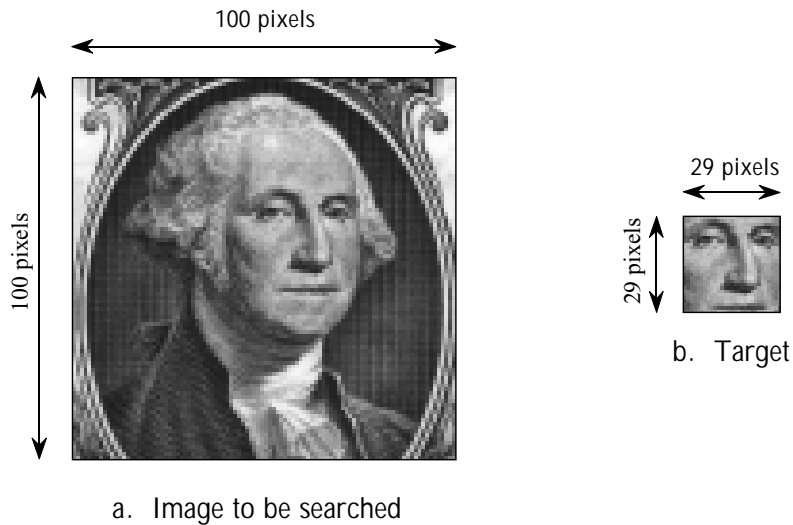 100 pixels
100 pixels
29 pixels
29 pixels
b. Target
a. Image to be searched